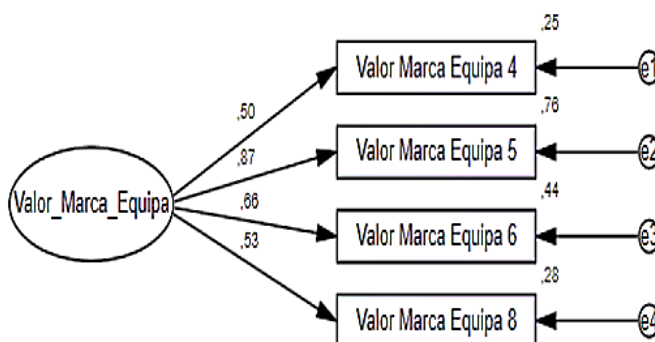 ,25
Valor Marca Equipa 4
e1
,50
,76
Valor Marca Equipa 5
e2
,87
Valor_Marca_Equipa
,44
,66
Valor Marca Equipa 6
e3
,53
,28
Valor Marca Equipa 8
e4